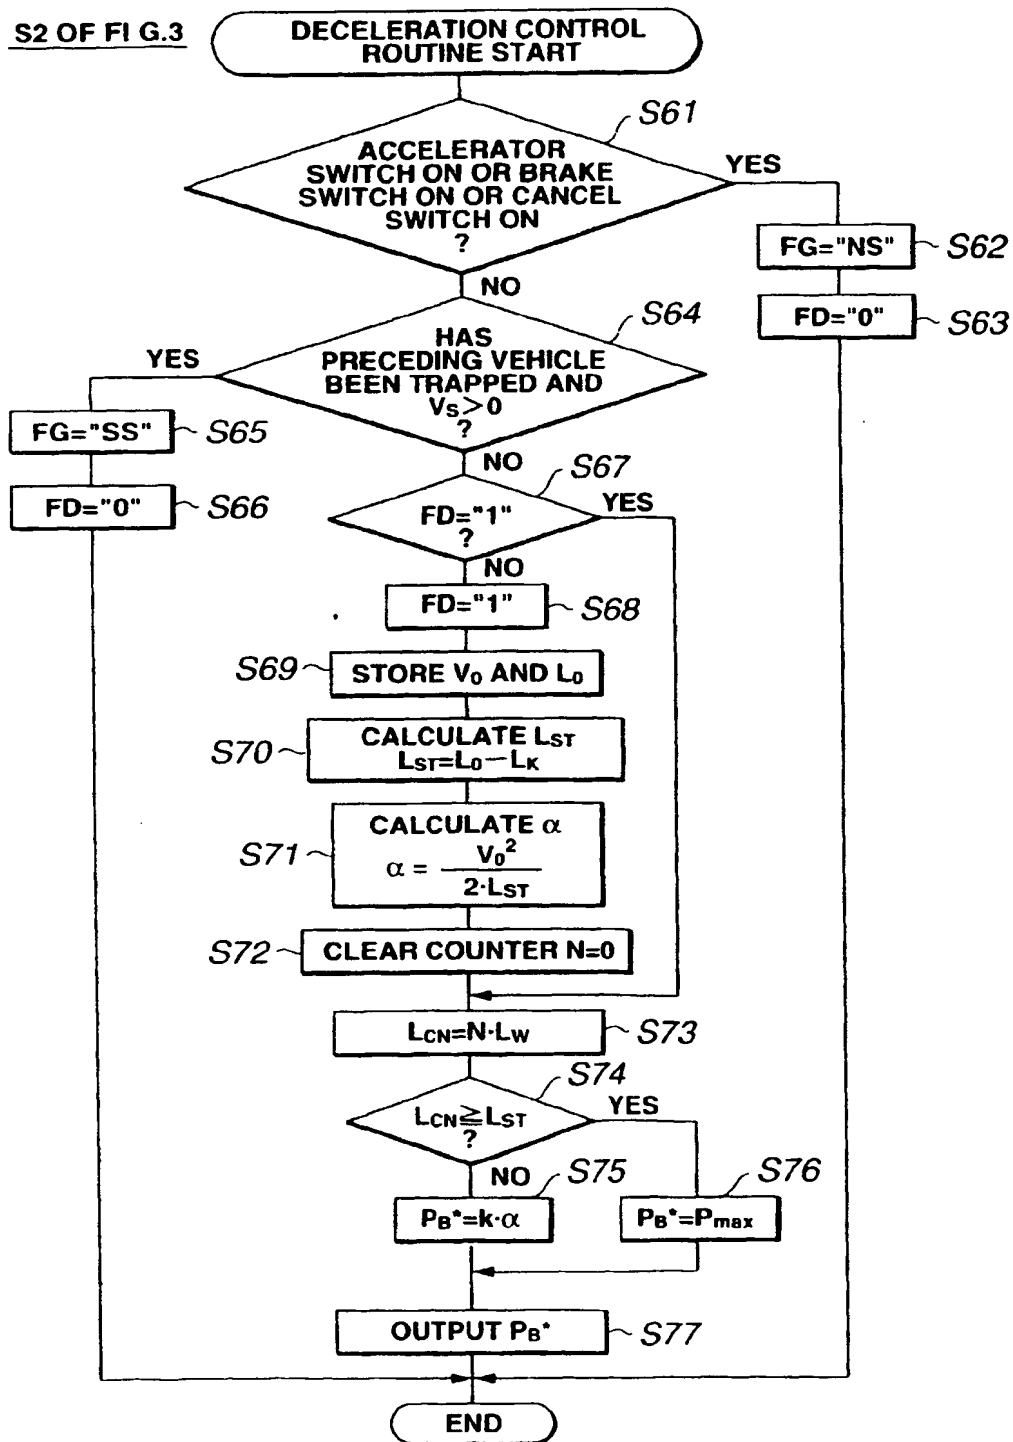 S2 OF FI G.3
DECELERATION CONTROL
ROUTINE START
S61
ACCELERATOR
SWITCH ON OR BRAKE
SWITCH ON OR CANCEL
SWITCH ON
?
YES
FG="NS"
S62
FD="0"
S63
NO
S64
HAS
PRECEDING VEHICLE
BEEN TRAPPED AND
VS>0
?
YES
FG="SS"
S65
FD="0"
S66
NO
S67
FD="1"
?
YES
NO
FD="1"
S68
S69
STORE V0 AND L0
S70
CALCULATE LST
LST=L0−LK
S71
CALCULATE α
α = V0²
2·LST
S72
CLEAR COUNTER N=0
LCN=N·LW
S73
S74
LCN≧LST
?
YES
NO
S75
PB*=k·α
S76
PB*=Pmax
OUTPUT PB*
S77
END